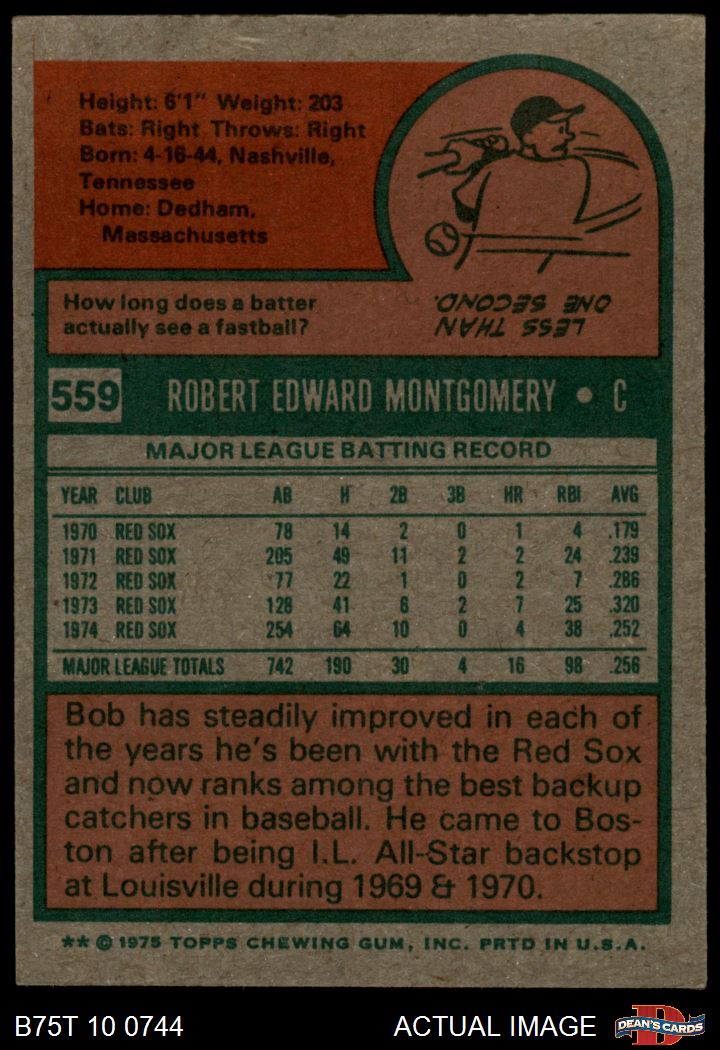 Height: 6'1" Weight: 203
Bats: Right Throws: Right
Born: 4-16-44, Nashville,
Tennessee
Home: Dedham,
Massachusetts
How long does a batter
actually see a fastball?
LESS THAN
ONE SECOND.
559 ROBERT EDWARD MONTGOMERY • C
MAJOR LEAGUE BATTING RECORD
YEAR CLUB AB H 2B 3B HR RBI AVG
1970 RED SOX 78 14 2 0 1 4 .179
1971 RED SOX 205 49 11 2 2 24 .239
1972 RED SOX 77 22 1 0 2 7 .286
1973 RED SOX 128 41 6 2 7 25 .320
1974 RED SOX 254 64 10 0 4 38 .252
MAJOR LEAGUE TOTALS 742 190 30 4 16 98 .256
Bob has steadily improved in each of
the years he's been with the Red Sox
and now ranks among the best backup
catchers in baseball. He came to Bos-
ton after being I.L. All-Star backstop
at Louisville during 1969 & 1970.
** © 1975 TOPPS CHEWING GUM, INC. PRTD IN U.S.A.
B75T 10 0744 ACTUAL IMAGE DEAN'S CARDS